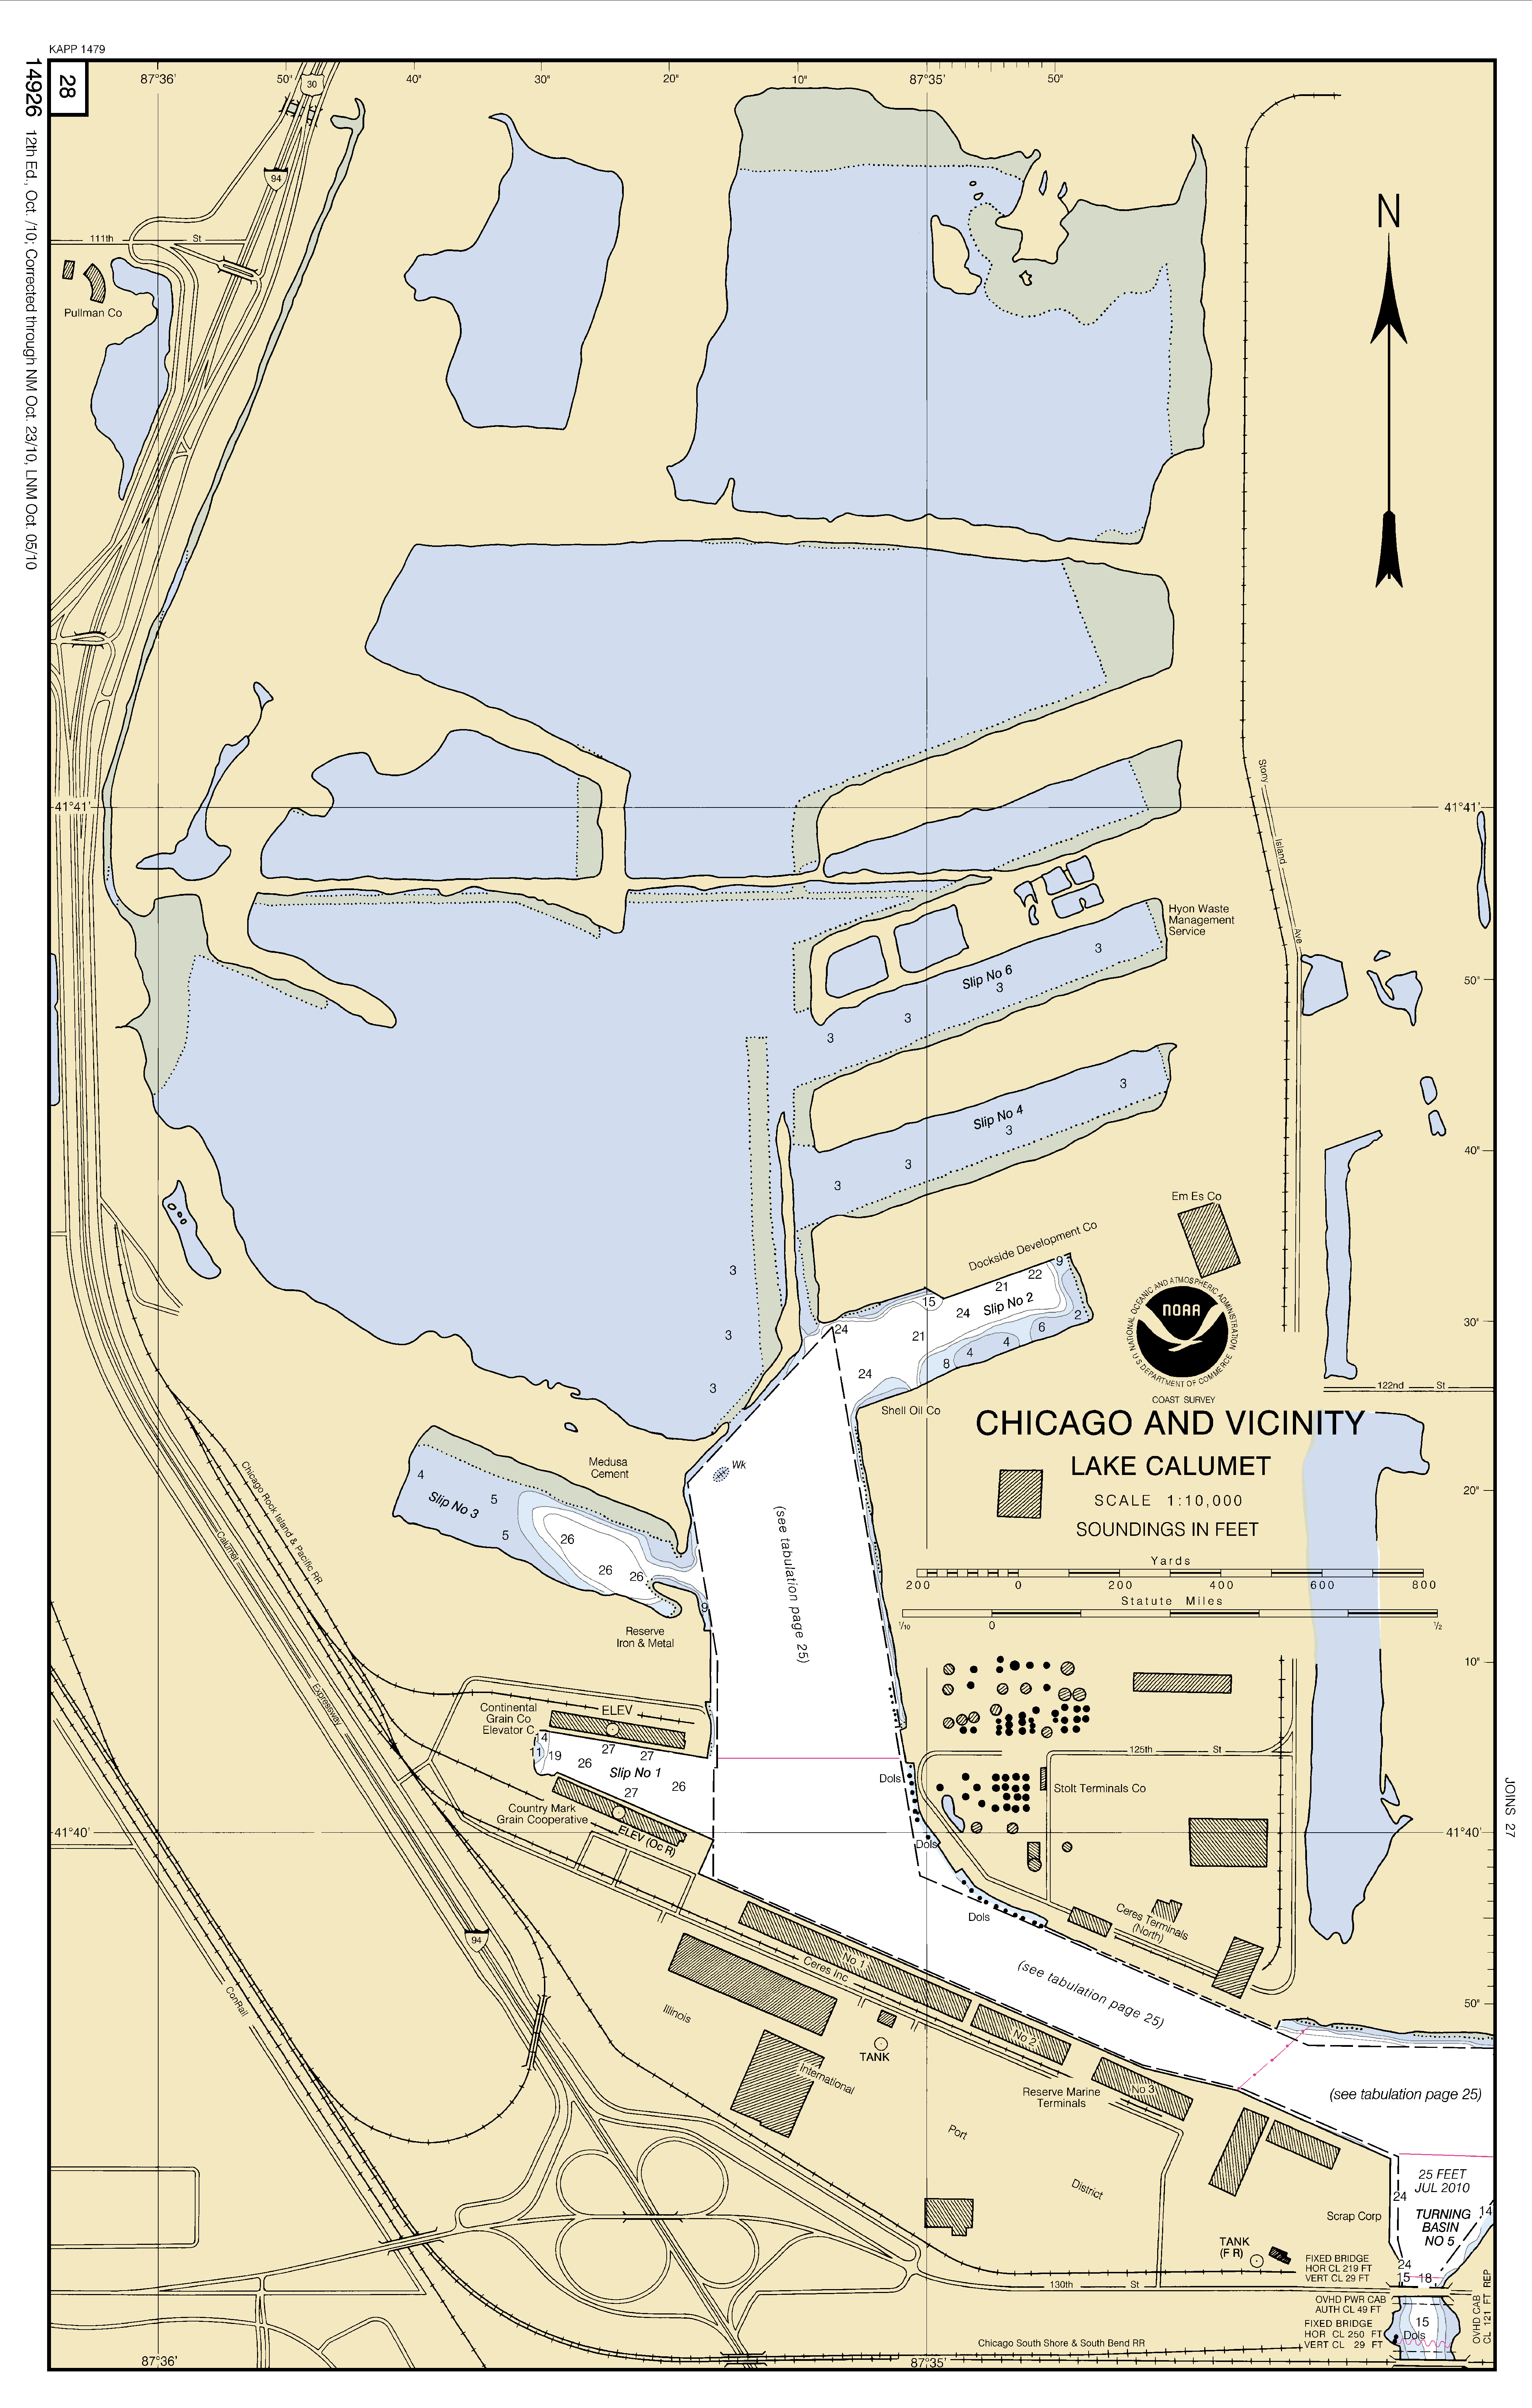 KAPP 1479
14926 12th Ed., Oct. /10; Corrected through NM Oct. 23/10, LNM Oct. 05/10
28
87°36' 50" 40" 30" 20" 10" 87°35' 50"
30
94
111th St
Pullman Co
N
41°41' 41°41'
Stony Island Ave
Hyon Waste
Management
Service
3
Slip No 6
3
3
3
50"
3
Slip No 4
3
3
3
40"
Em Es Co
Dockside Development Co
3
3
3
9
22
21
Slip No 2
15
24
2
6
24
21
4
4
8
24
30"
NATIONAL OCEANIC AND ATMOSPHERIC ADMINISTRATION
NOAA
U S DEPARTMENT OF COMMERCE
COAST SURVEY
122nd St
Shell Oil Co
CHICAGO AND VICINITY
LAKE CALUMET
SCALE 1:10,000
SOUNDINGS IN FEET
Yards
200 0 200 400 600 800
Statute Miles
1/10 0 1/2
20"
Wk
Medusa
Cement
4
Slip No 3
5
5
26
26
26
9
(see tabulation page 25)
Chicago Rock Island & Pacific RR
Calumet Expressway
Reserve
Iron & Metal
10"
Continental
Grain Co
Elevator C
ELEV
14
11
19
27
27
26
Slip No 1
26
27
Country Mark
Grain Cooperative
ELEV (Oc R)
125th St
Dols
Stolt Terminals Co
JOINS 27
41°40' 41°40'
Dols
Dols
Ceres Terminals
(North)
94
ConRail
No 1
Ceres Inc
(see tabulation page 25)
50"
Illinois
No 2
TANK
International
Reserve Marine
Terminals
No 3
(see tabulation page 25)
Port
District
25 FEET
JUL 2010
24
TURNING
BASIN
NO 5
14
Scrap Corp
TANK
(F R)
24
15 18
FIXED BRIDGE
HOR CL 219 FT
VERT CL 29 FT
130th St
OVHD PWR CAB
AUTH CL 49 FT
FIXED BRIDGE
HOR CL 250 FT
VERT CL 29 FT
15
Dols
OVHD CAB
CL 121 FT REP
Chicago South Shore & South Bend RR
87°36' 87°35'